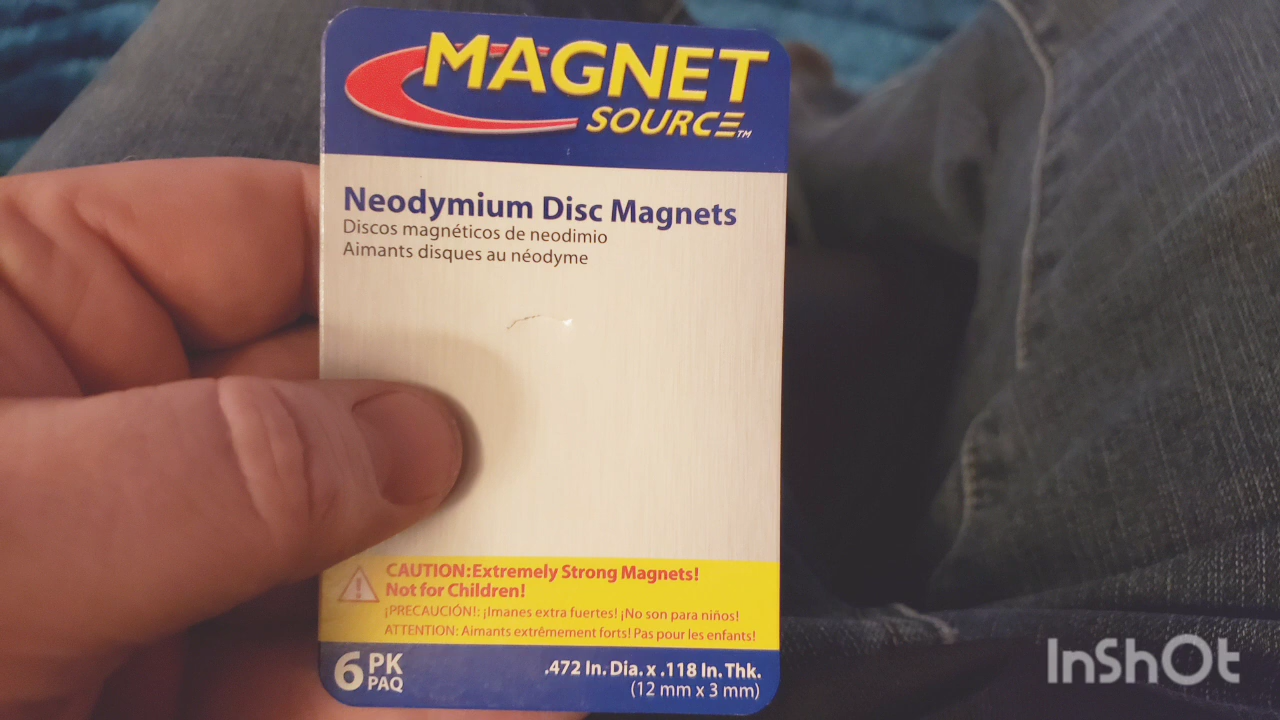 MAGNET
SOURCE™
Neodymium Disc Magnets
Discos magnéticos de neodimio
Aimants disques au néodyme
CAUTION: Extremely Strong Magnets!
Not for Children!
¡PRECAUCIÓN!: ¡Imanes extra fuertes! ¡No son para niños!
ATTENTION: Aimants extrêmement forts! Pas pour les enfants!
6 PK
PAQ
.472 In. Dia. x .118 In. Thk.
(12 mm x 3 mm)
InShOt